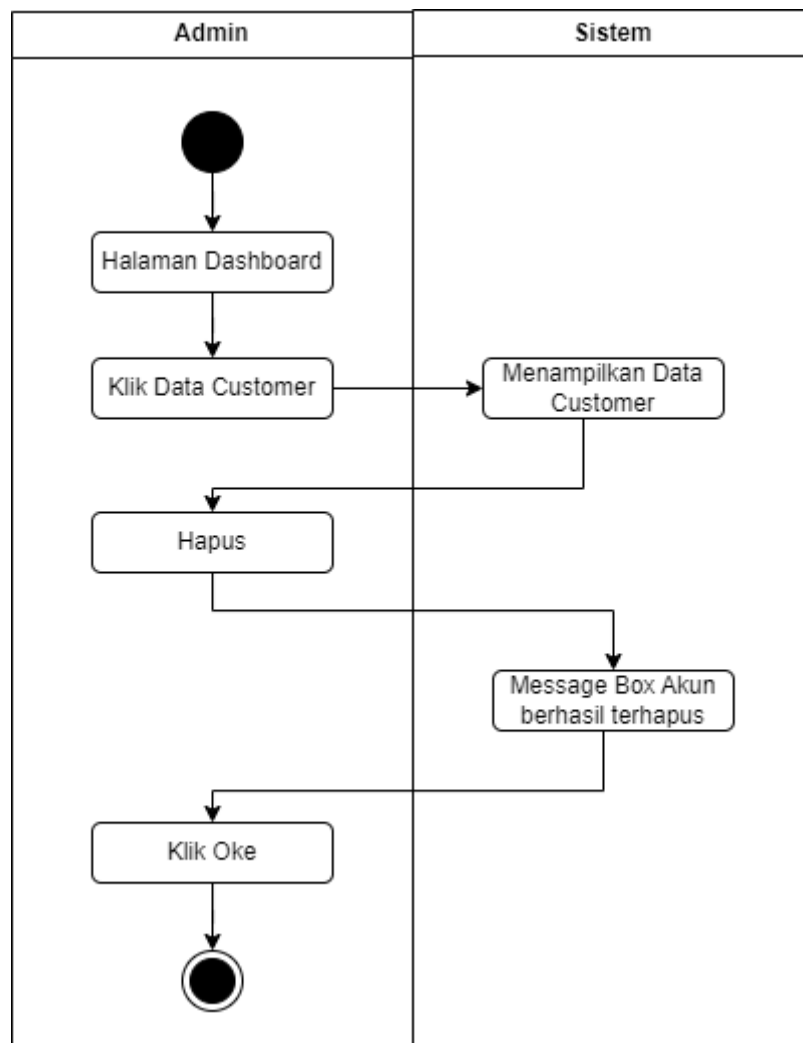 Admin
Sistem
Halaman Dashboard
Klik Data Customer
Menampilkan Data
Customer
Hapus
Message Box Akun
berhasil terhapus
Klik Oke